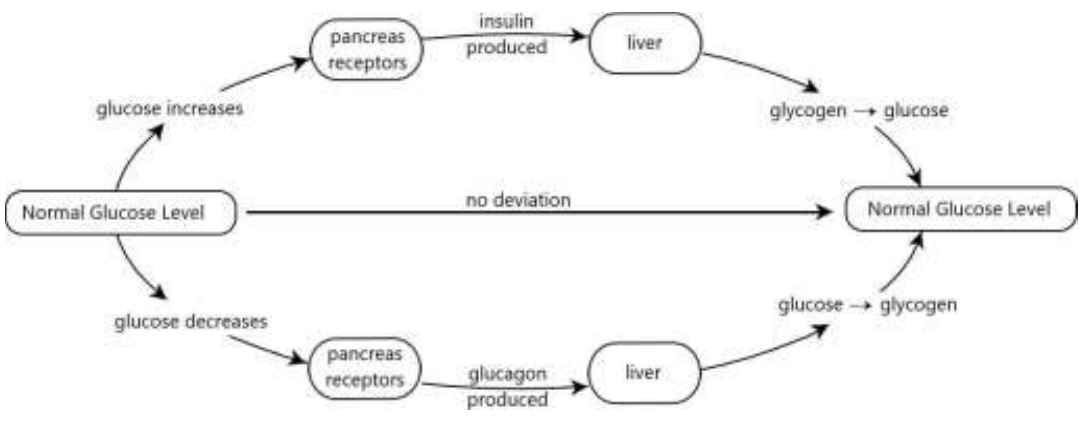 pancreas
receptors
insulin
produced
liver
glucose increases
glycogen → glucose
Normal Glucose Level
no deviation
Normal Glucose Level
glucose decreases
glucose → glycogen
pancreas
receptors
glucagon
produced
liver